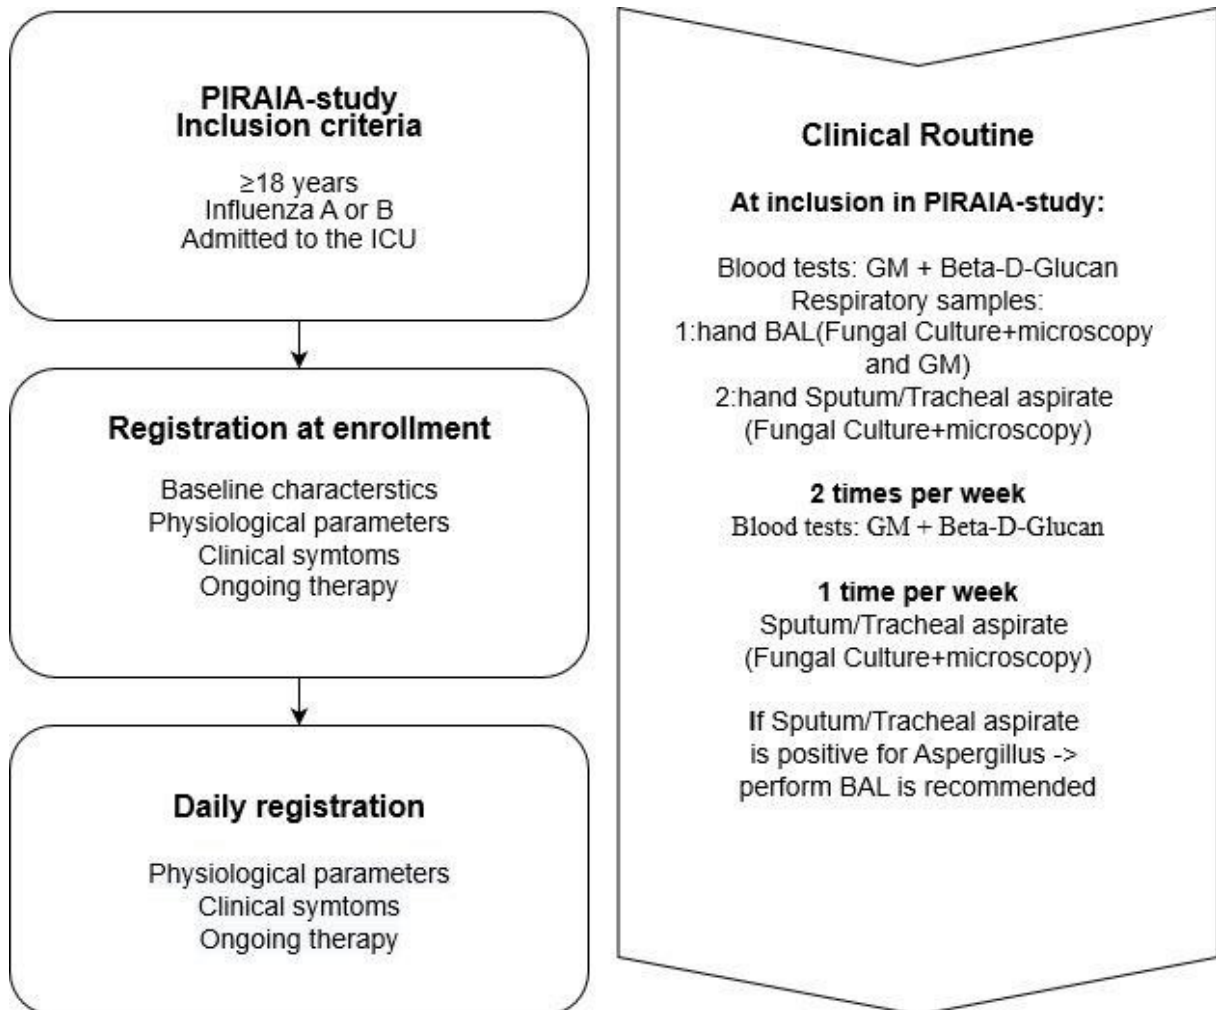 PIRAIA-study
Inclusion criteria
≥18 years
Influenza A or B
Admitted to the ICU
Registration at enrollment
Baseline characterstics
Physiological parameters
Clinical symtoms
Ongoing therapy
Daily registration
Physiological parameters
Clinical symtoms
Ongoing therapy
Clinical Routine
At inclusion in PIRAIA-study:
Blood tests: GM + Beta-D-Glucan
Respiratory samples:
1:hand BAL(Fungal Culture+microscopy
and GM)
2:hand Sputum/Tracheal aspirate
(Fungal Culture+microscopy)
2 times per week
Blood tests: GM + Beta-D-Glucan
1 time per week
Sputum/Tracheal aspirate
(Fungal Culture+microscopy)
If Sputum/Tracheal aspirate
is positive for Aspergillus ->
perform BAL is recommended